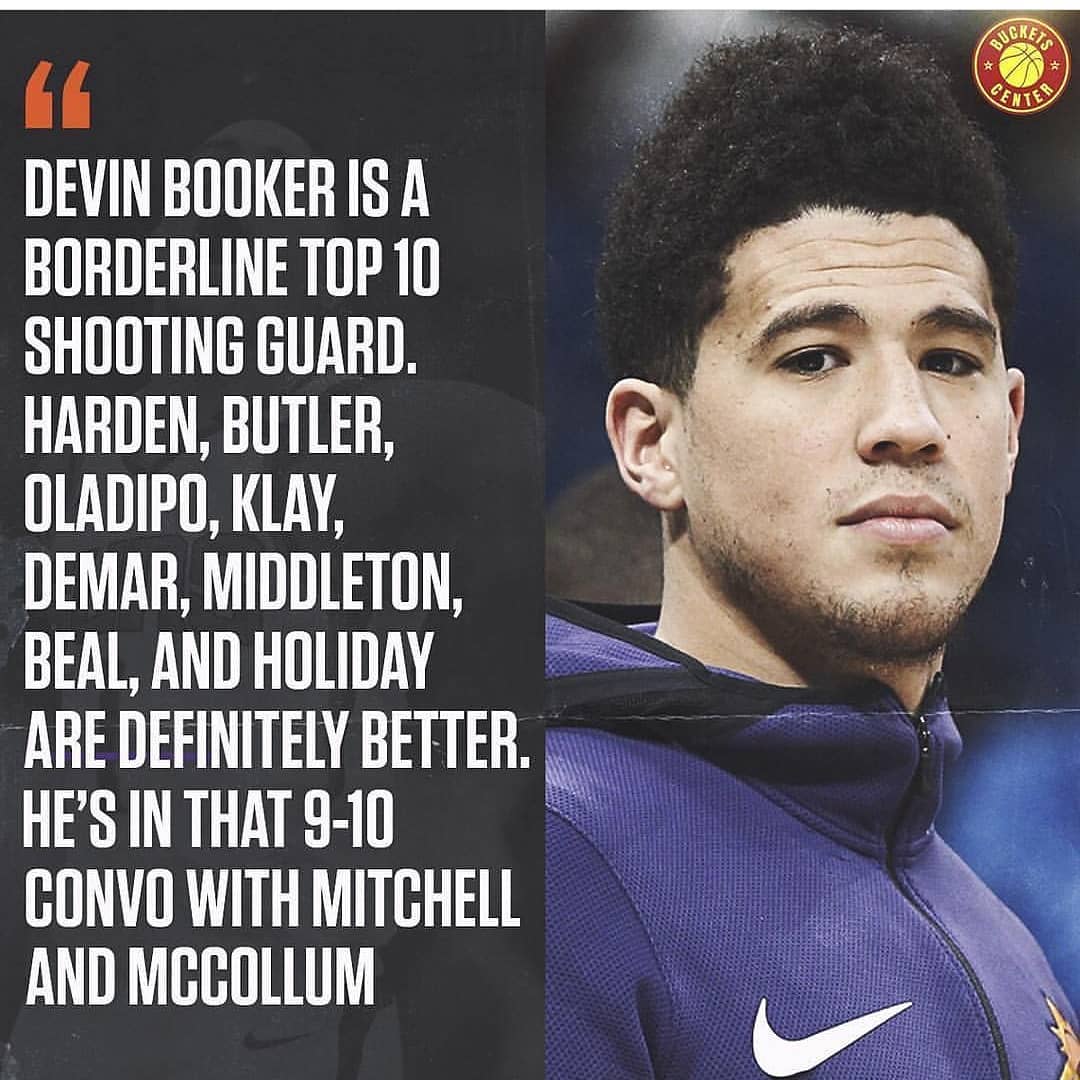 BUCKETS
CENTER
“
DEVIN BOOKER IS A
BORDERLINE TOP 10
SHOOTING GUARD.
HARDEN, BUTLER,
OLADIPO, KLAY,
DEMAR, MIDDLETON,
BEAL, AND HOLIDAY
ARE DEFINITELY BETTER.
HE’S IN THAT 9-10
CONVO WITH MITCHELL
AND MCCOLLUM